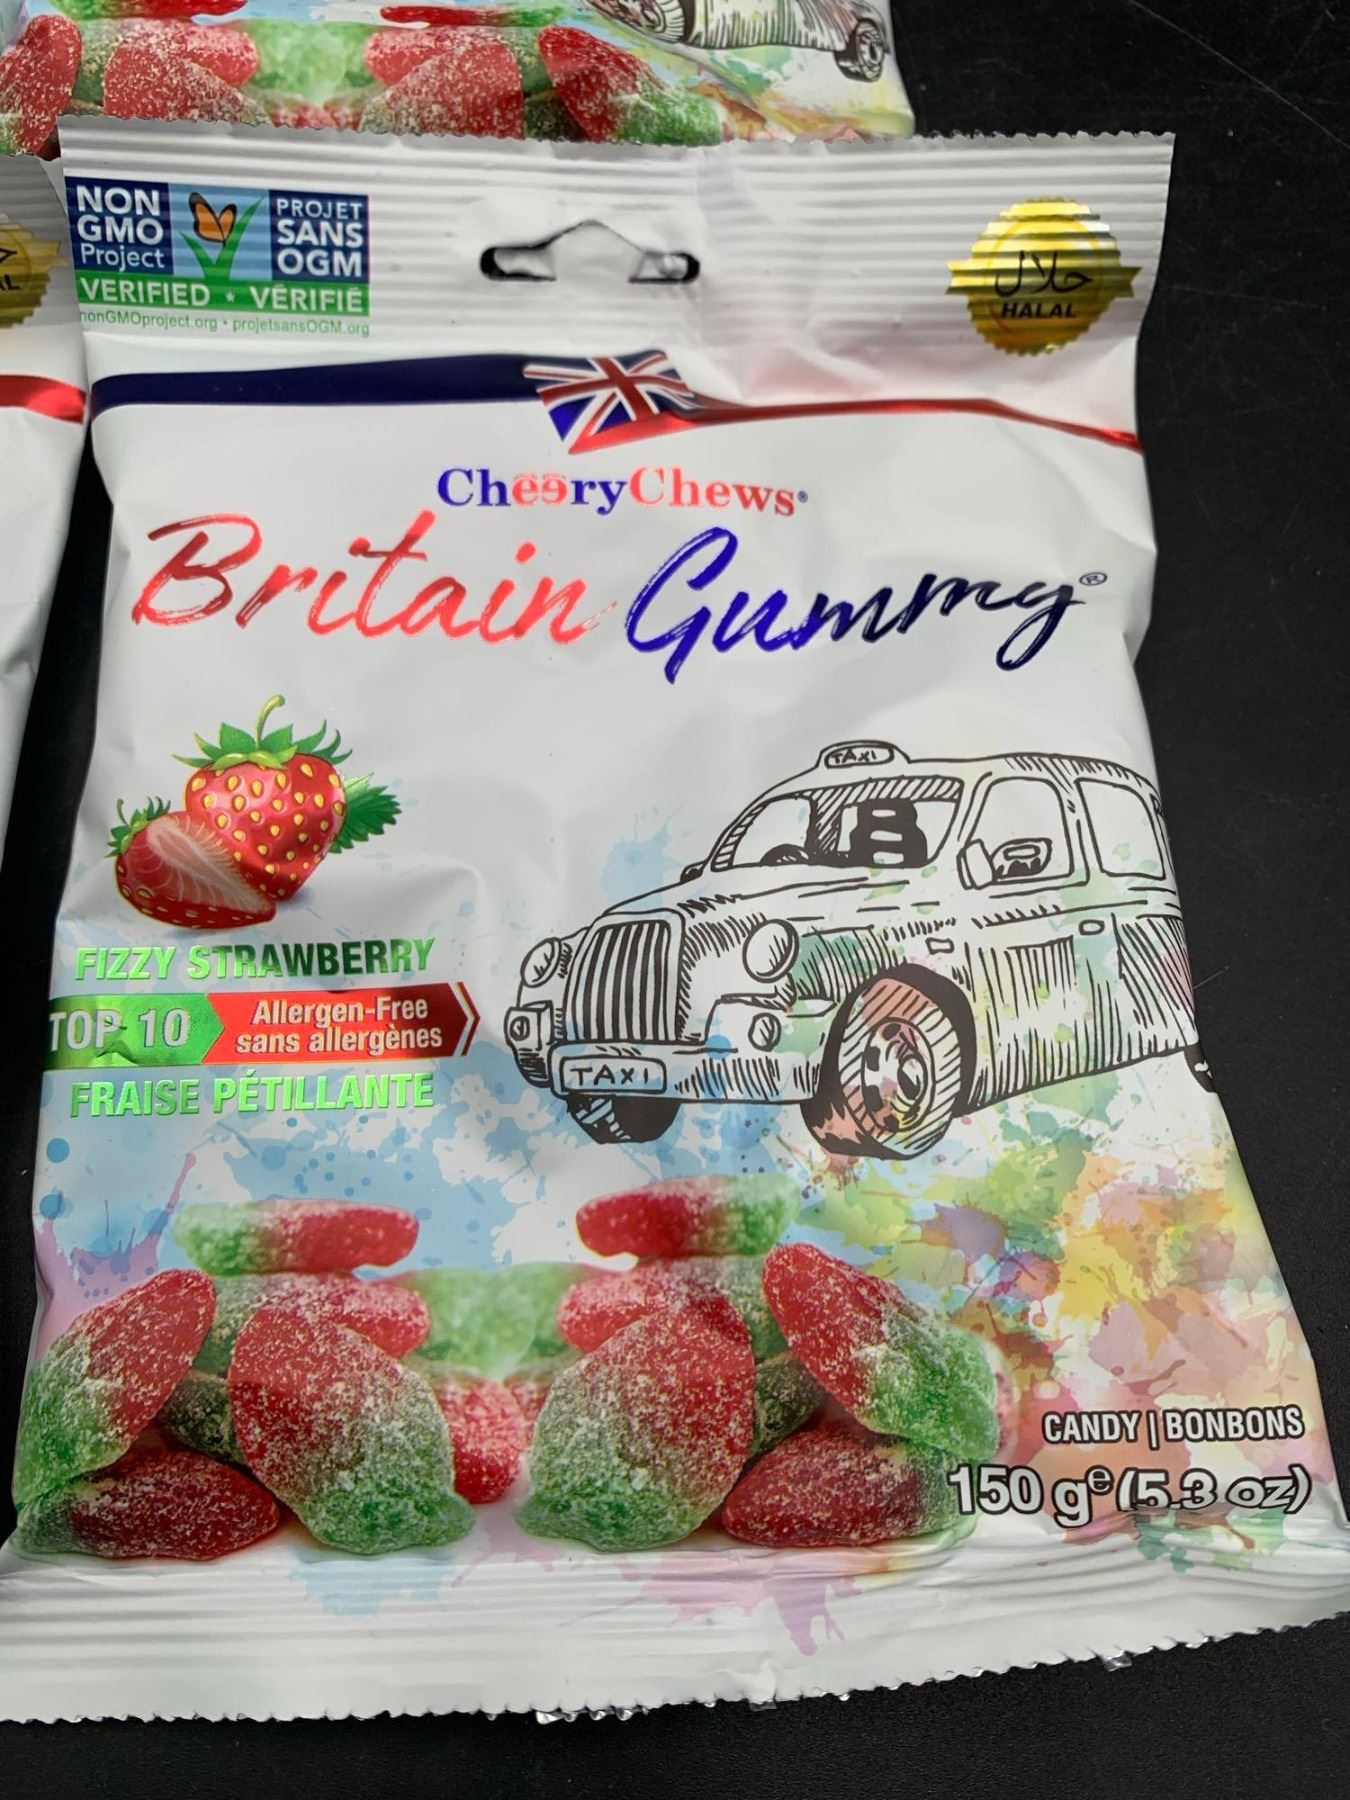 NON
GMO
Project
PROJET
SANS
OGM
VERIFIED * VÉRIFIÉ
nonGMOproject.org • projetsansOGM.org
حلال
HALAL
CheeryChews®
Britain Gummy®
TAXI
FIZZY STRAWBERRY
TOP 10
Allergen-Free
sans allergènes
FRAISE PÉTILLANTE
TAXI
CANDY | BONBONS
150 g℮ (5.3 oz)